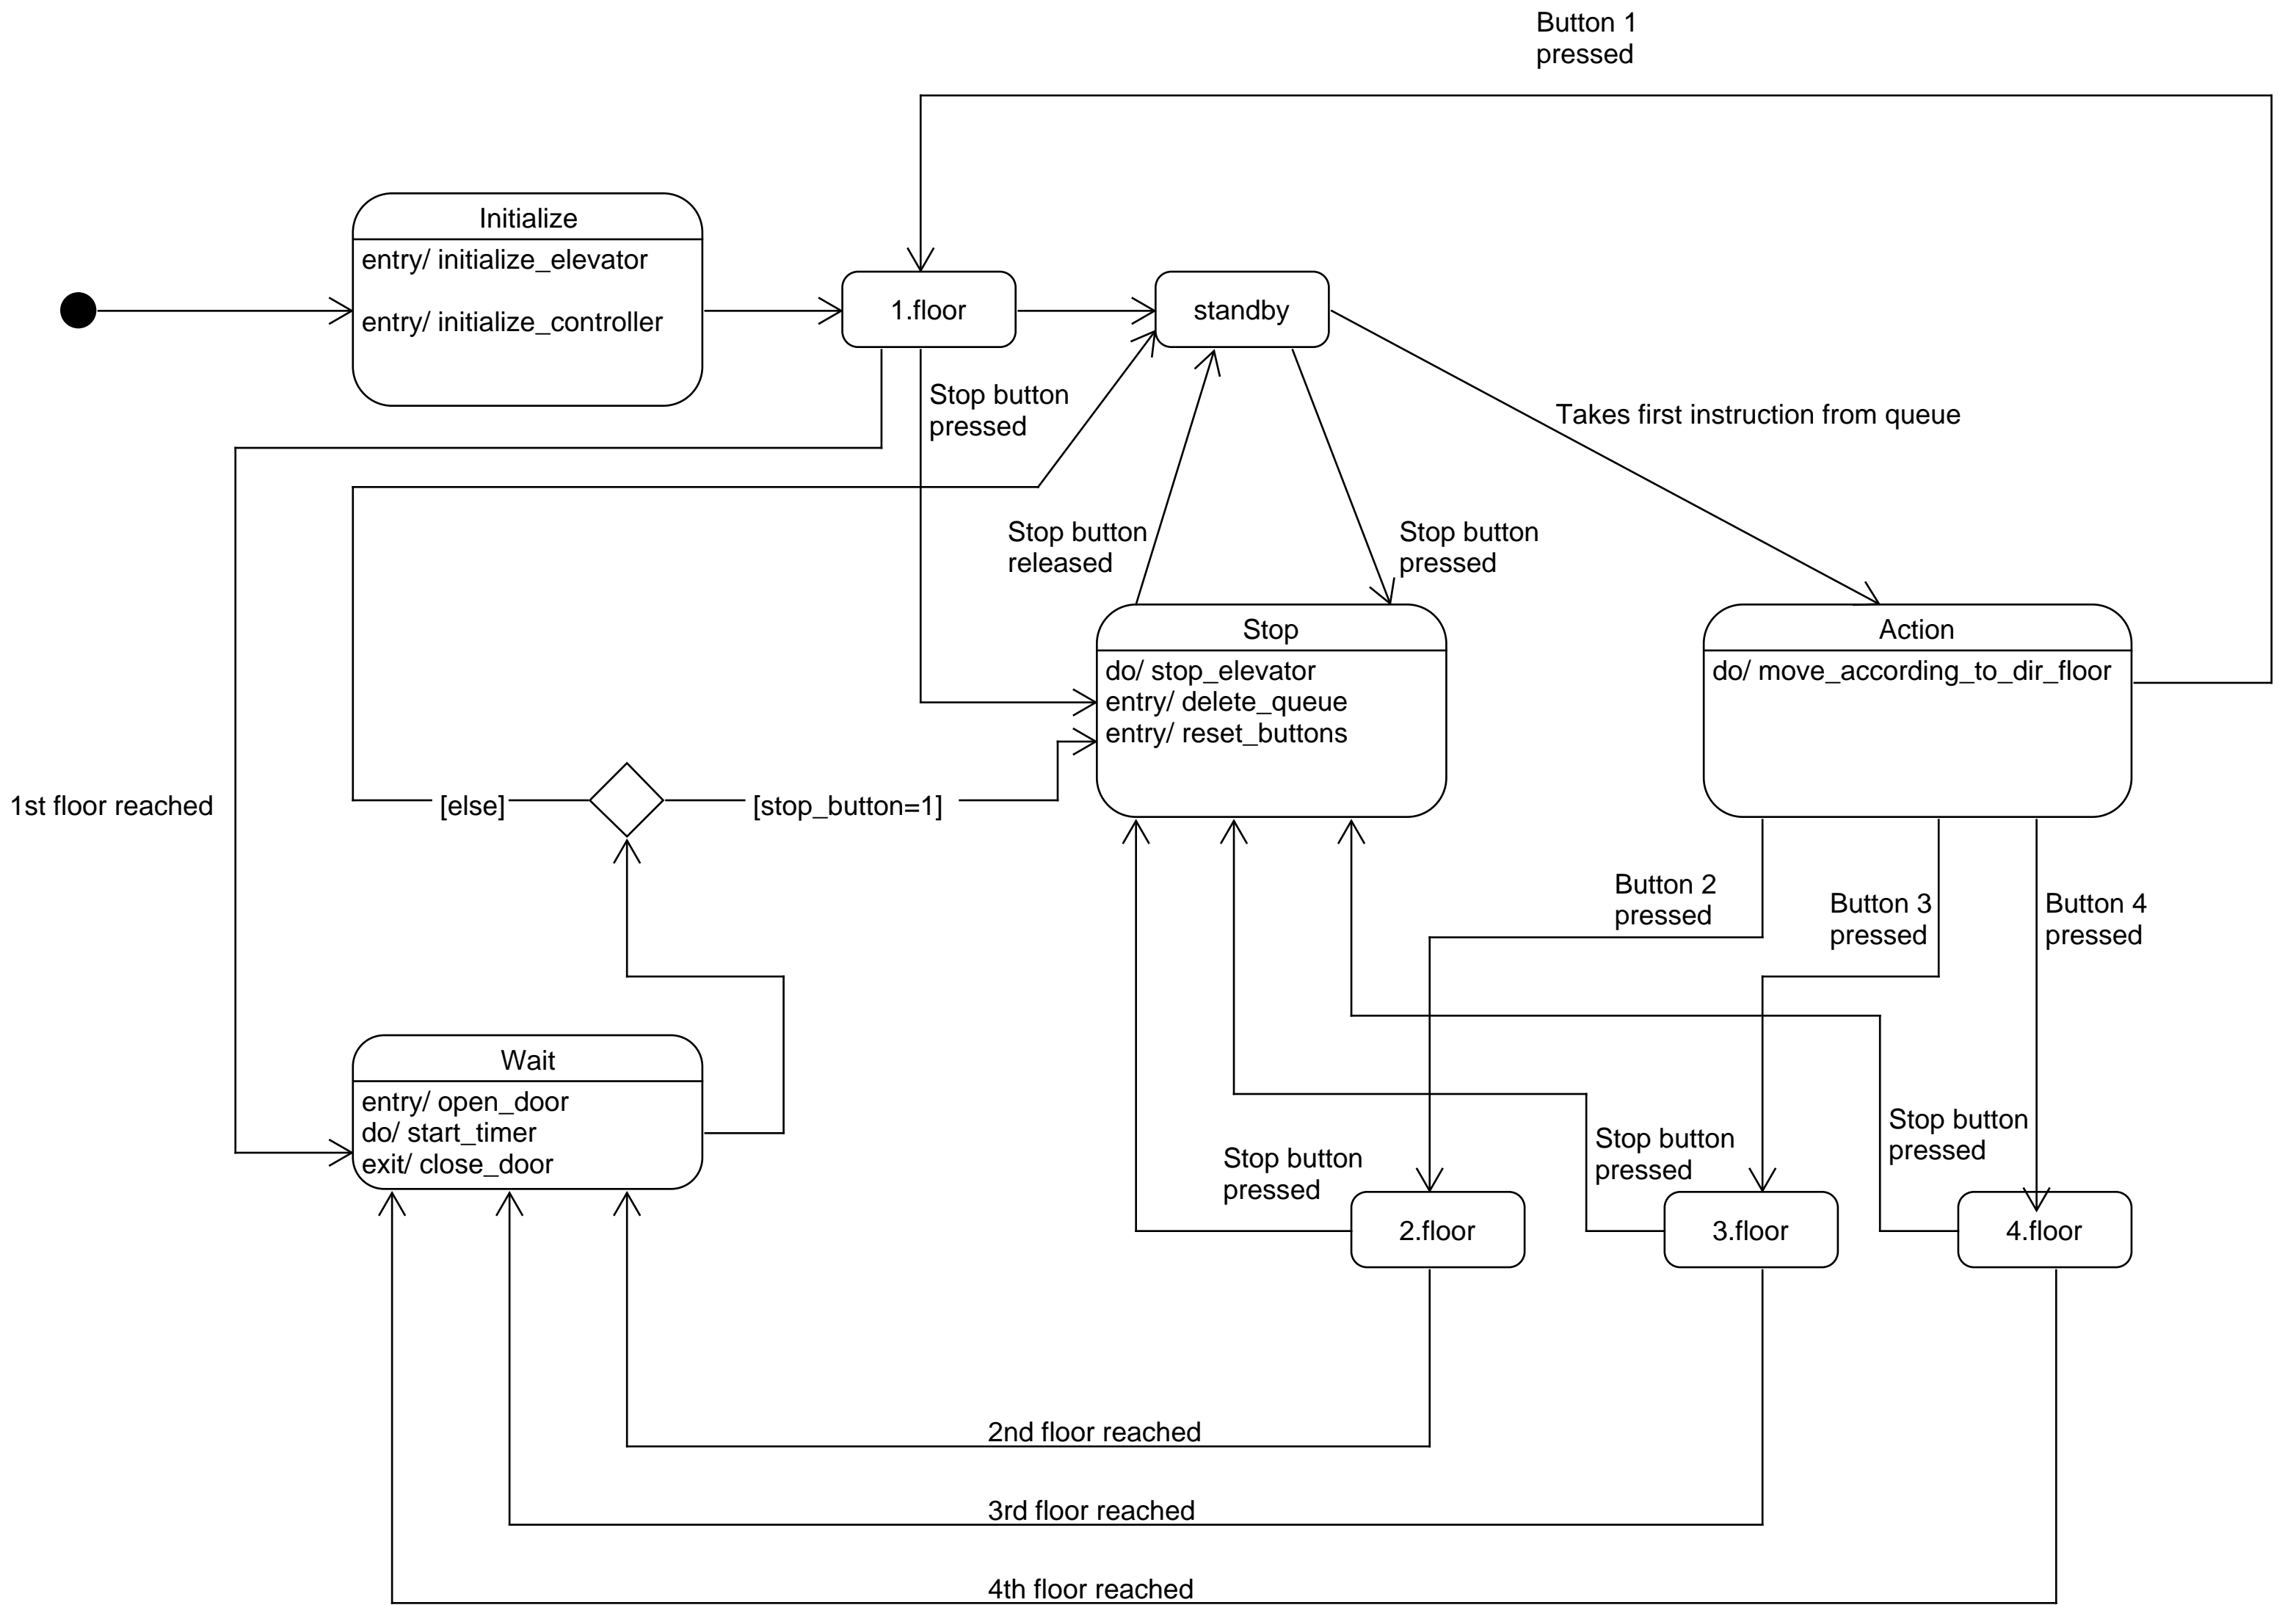 Button 1
pressed
Initialize
entry/ initialize_elevator
entry/ initialize_controller
1.floor
standby
Stop button
pressed
Takes first instruction from queue
Stop button
released
Stop button
pressed
Stop
do/ stop_elevator
entry/ delete_queue
entry/ reset_buttons
Action
do/ move_according_to_dir_floor
1st floor reached
[else]
[stop_button=1]
Button 2
pressed
Button 3
pressed
Button 4
pressed
Wait
entry/ open_door
do/ start_timer
exit/ close_door
Stop button
pressed
Stop button
pressed
Stop button
pressed
2.floor
3.floor
4.floor
2nd floor reached
3rd floor reached
4th floor reached